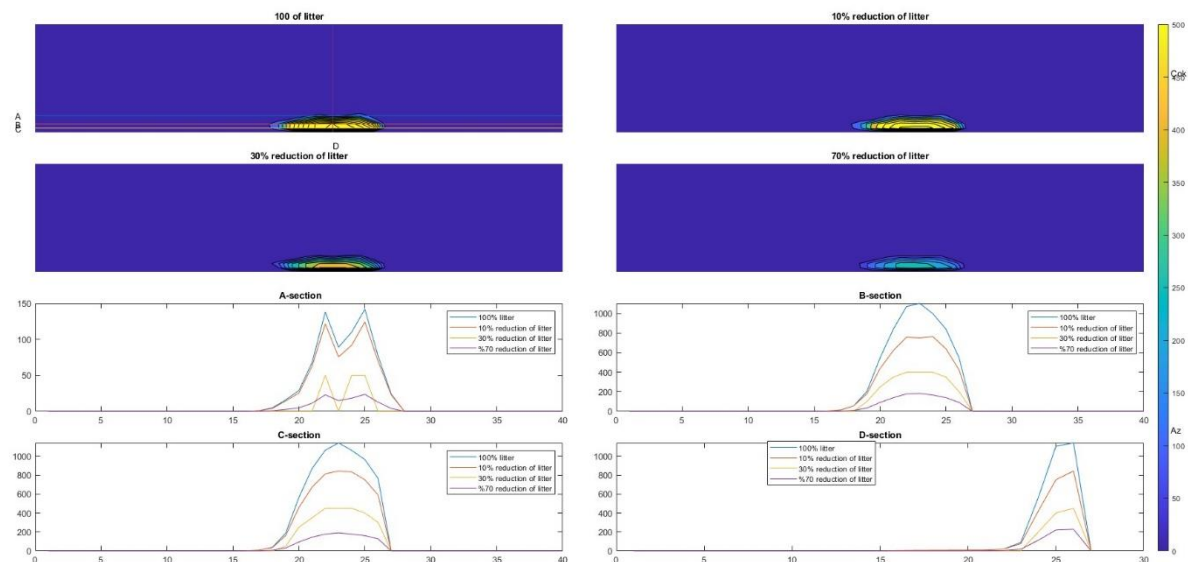 100 of litter
10% reduction of litter
A
B
C
D
30% reduction of litter
70% reduction of litter
500
Çok
450
400
350
300
250
200
150
Az
100
50
0
A-section
150
100
50
0
0 5 10 15 20 25 30 35 40
100% litter
10% reduction of litter
30% reduction of litter
%70 reduction of litter
B-section
1000
800
600
400
200
0
0 5 10 15 20 25 30 35 40
100% litter
10% reduction of litter
30% reduction of litter
%70 reduction of litter
C-section
1000
800
600
400
200
0
0 5 10 15 20 25 30 35 40
100% litter
10% reduction of litter
30% reduction of litter
%70 reduction of litter
D-section
1000
800
600
400
200
0
0 5 10 15 20 25 30
100% litter
10% reduction of litter
30% reduction of litter
%70 reduction of litter